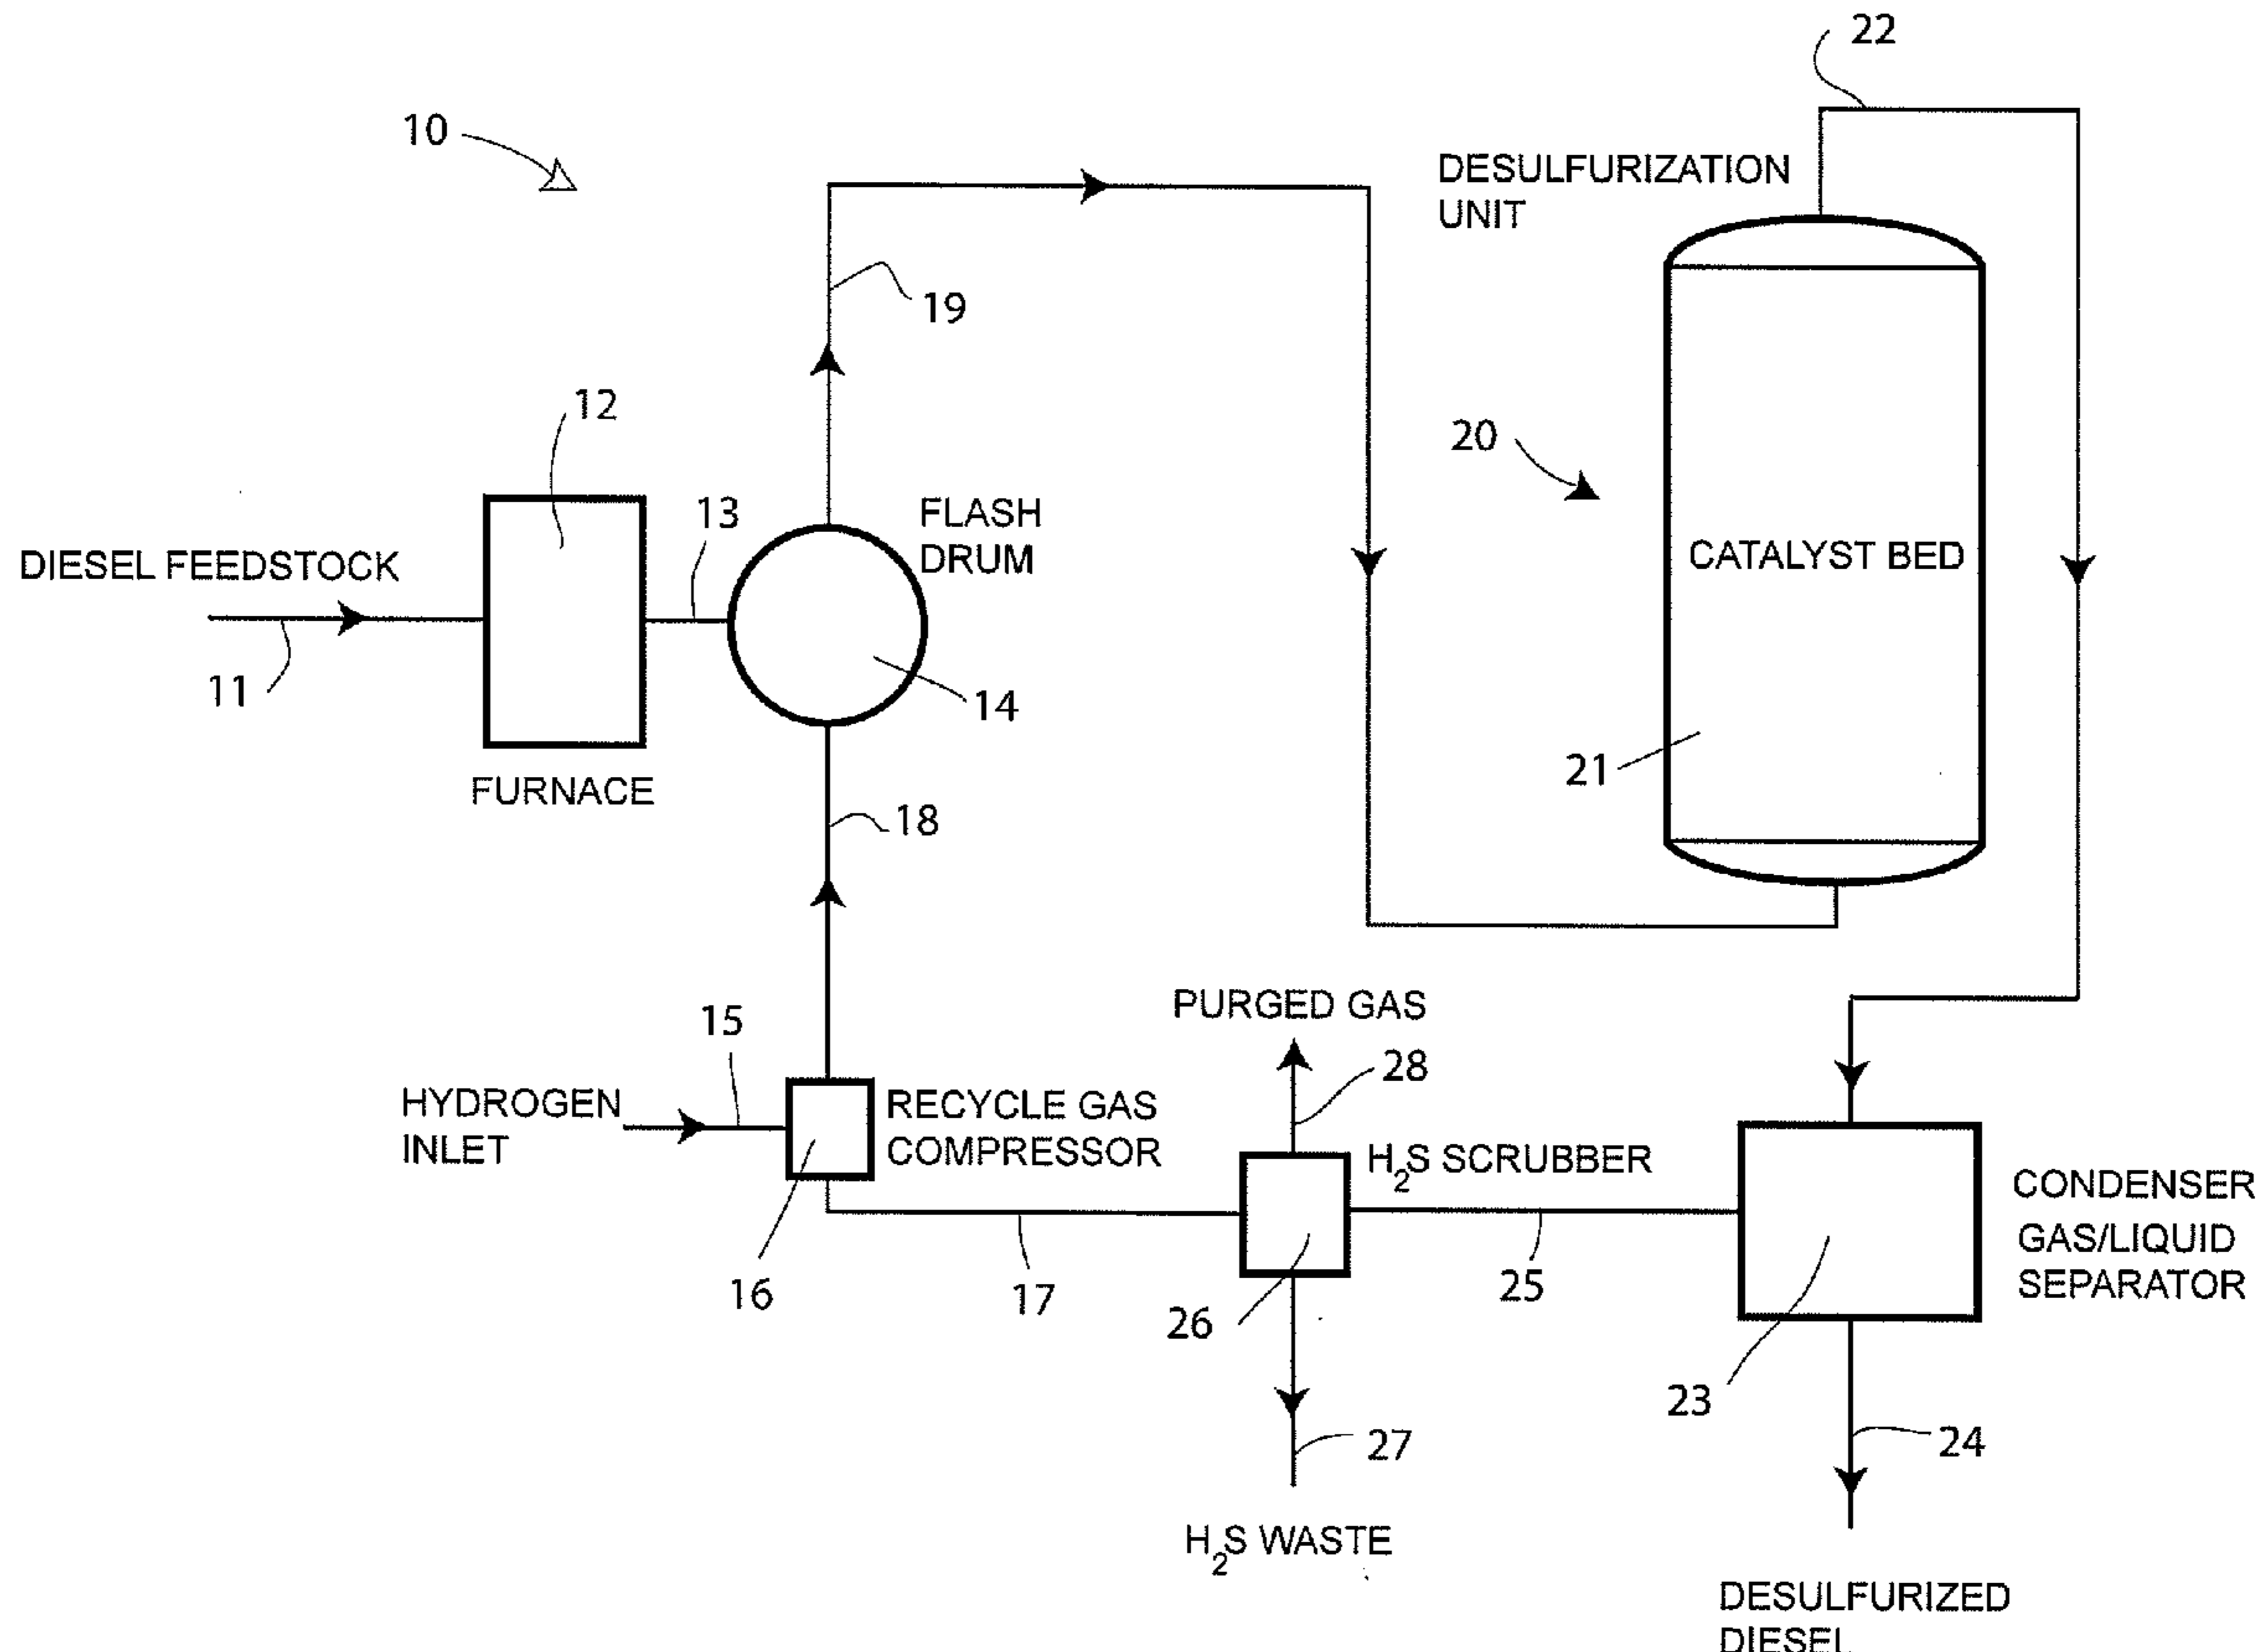 22
10
DESULFURIZATION
UNIT
19
12
20
13
FLASH
DRUM
DIESEL FEEDSTOCK
CATALYST BED
11
14
21
FURNACE
18
PURGED GAS
15
28
HYDROGEN
INLET
RECYCLE GAS
COMPRESSOR
H₂S SCRUBBER
CONDENSER
GAS/LIQUID
SEPARATOR
16
17
26
25
23
27
24
H₂S WASTE
DESULFURIZED
DIESEL